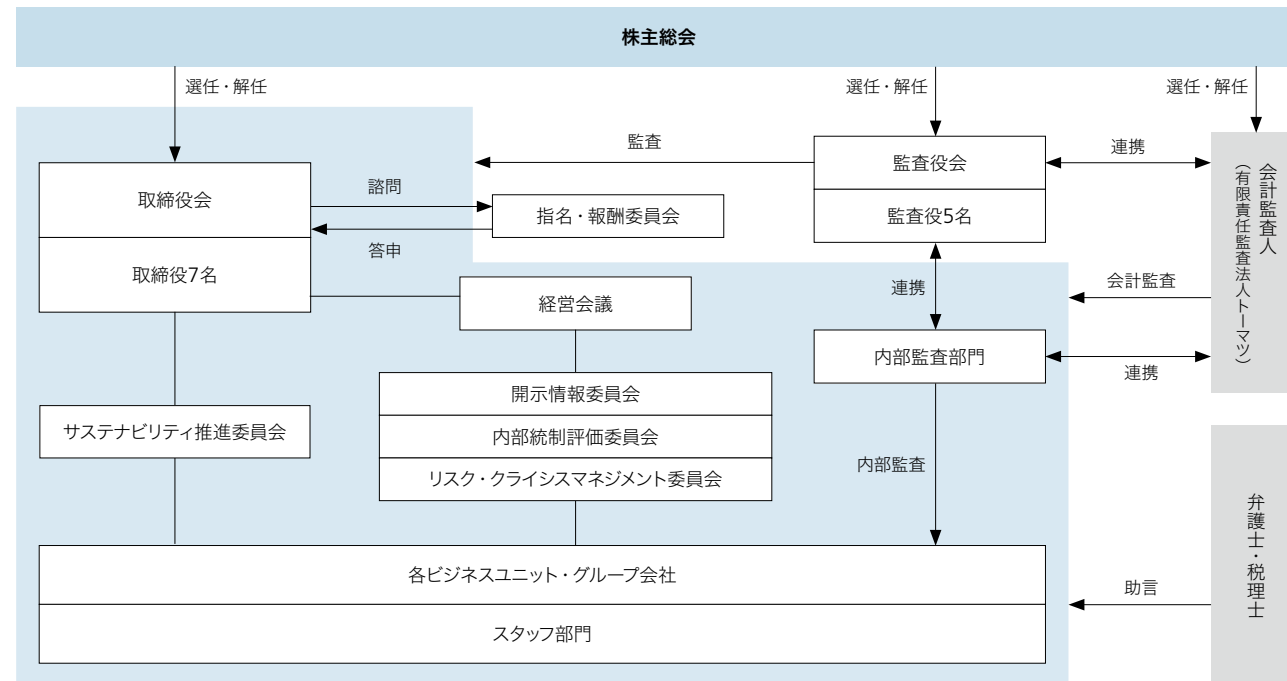 株主総会
選任・解任
選任・解任
選任・解任
監査
監査役会
監査役5名
連携
会計監査人
（有限責任監査法人トーマツ）
取締役会
取締役7名
諮問
答申
指名・報酬委員会
経営会議
連携
会計監査
内部監査部門
連携
開示情報委員会
内部統制評価委員会
リスク・クライシスマネジメント委員会
サステナビリティ推進委員会
内部監査
弁護士・税理士
各ビジネスユニット・グループ会社
助言
スタッフ部門